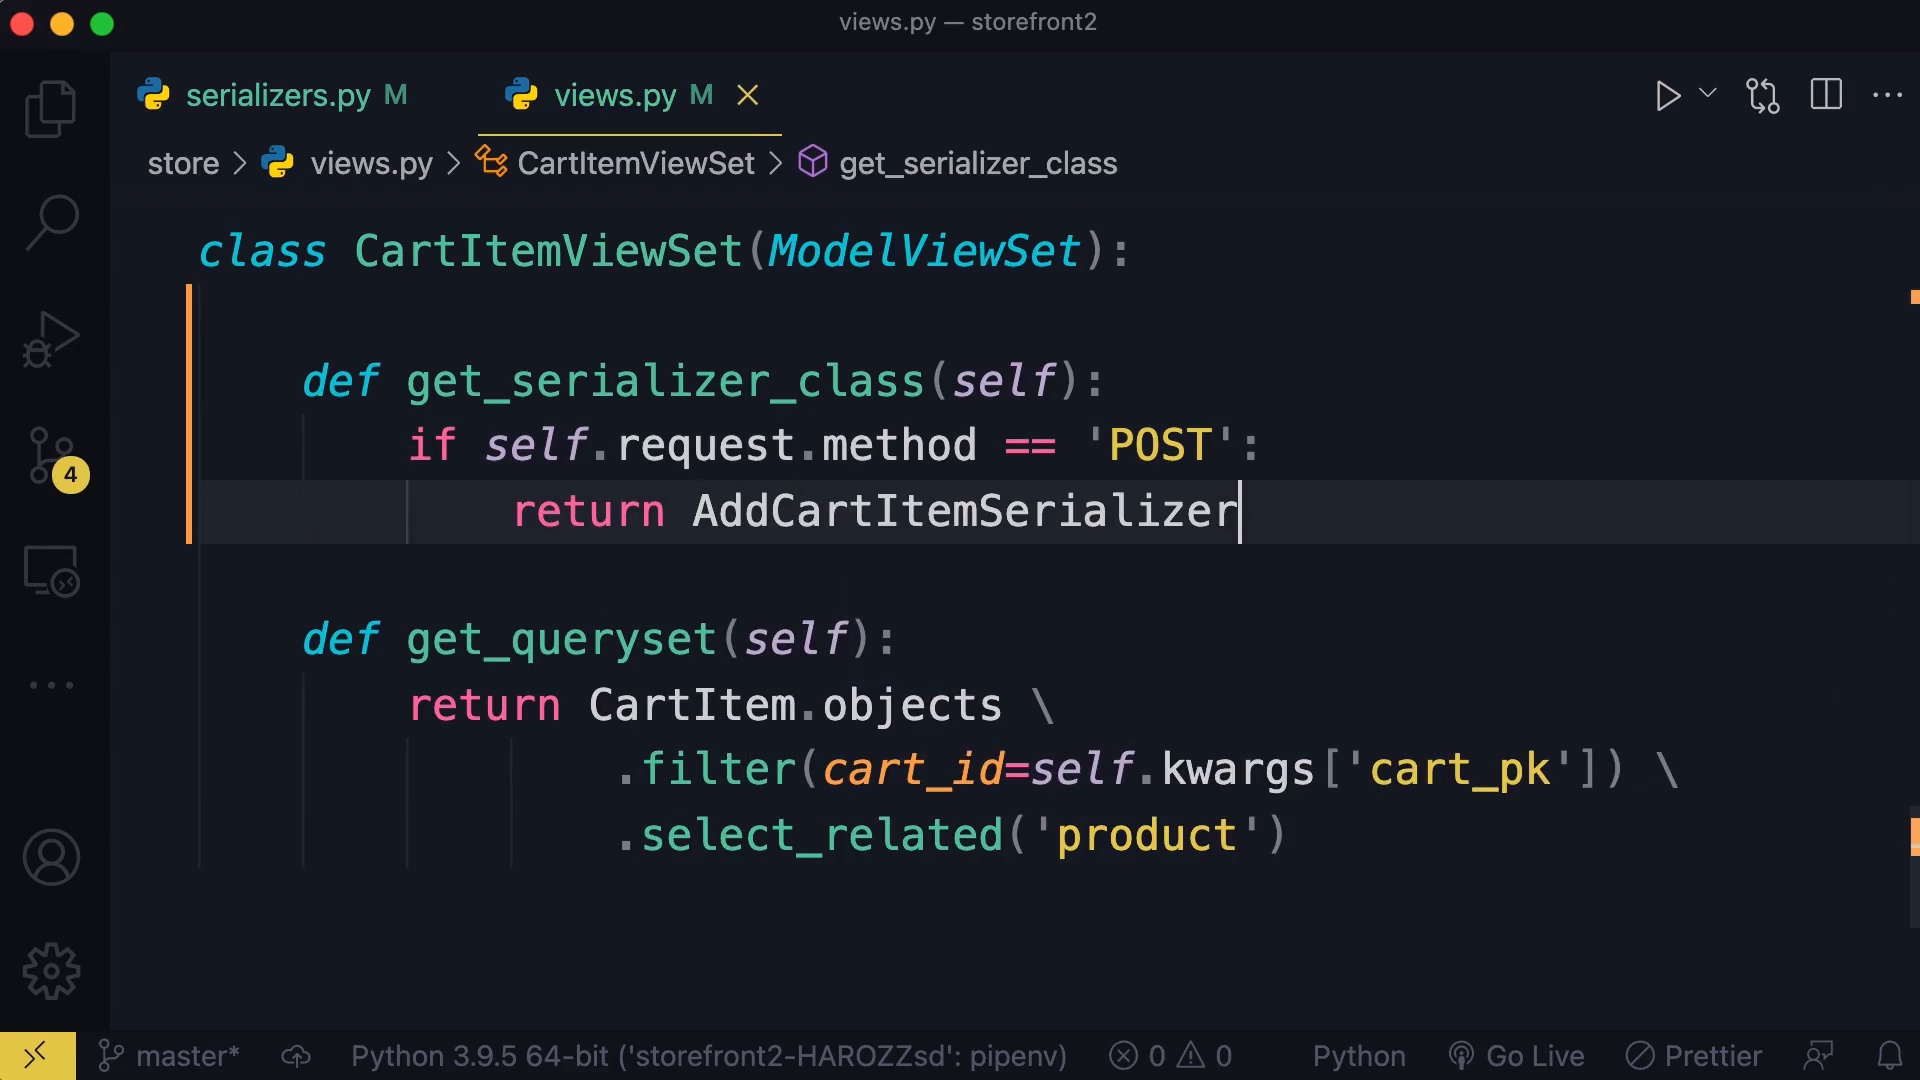 views.py — storefront2
serializers.py M views.py M
store > views.py > CartItemViewSet > get_serializer_class
class CartItemViewSet(ModelViewSet):
def get_serializer_class(self):
if self.request.method == 'POST':
return AddCartItemSerializer
def get_queryset(self):
return CartItem.objects \
.filter(cart_id=self.kwargs['cart_pk']) \
.select_related('product')
4
master* Python 3.9.5 64-bit ('storefront2-HAROZZsd': pipenv) 0 0 Python Go Live Prettier